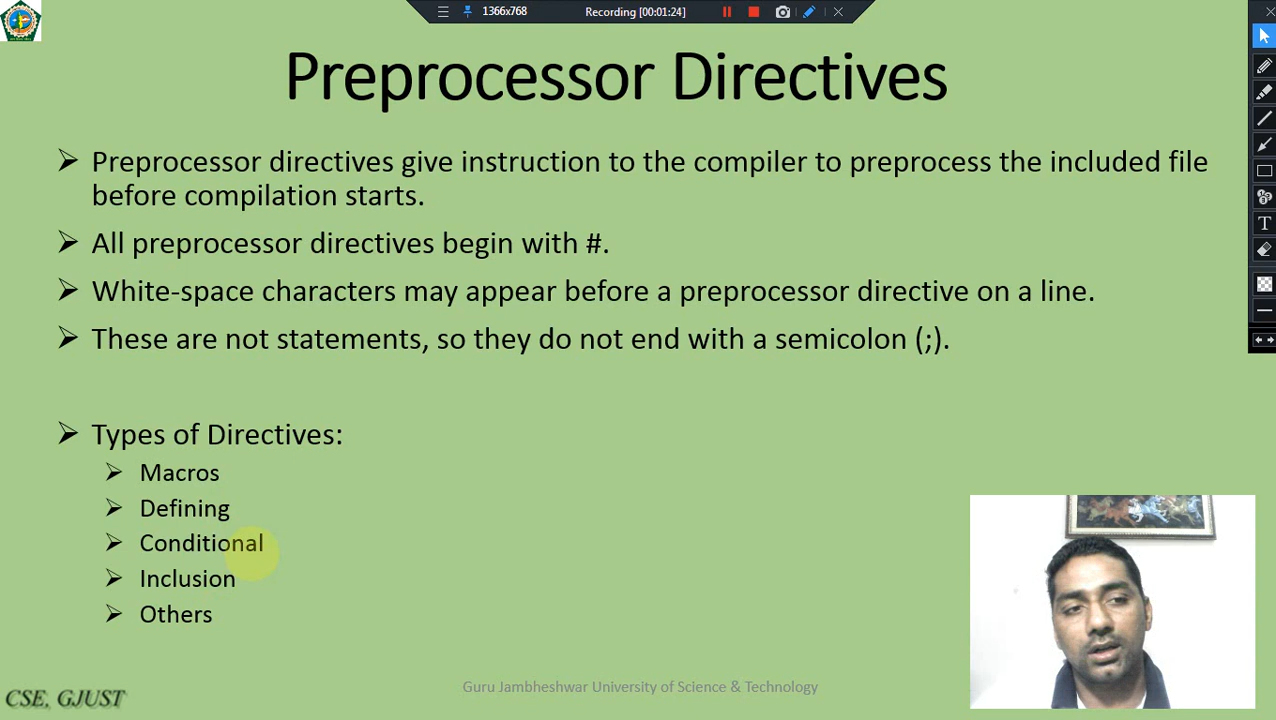 1366x768
Recording [00:01:24]
Preprocessor Directives
Preprocessor directives give instruction to the compiler to preprocess the included file
before compilation starts.
All preprocessor directives begin with #.
White-space characters may appear before a preprocessor directive on a line.
These are not statements, so they do not end with a semicolon (;).
Types of Directives:
Macros
Defining
Conditional
Inclusion
Others
Guru Jambheshwar University of Science & Technology
CSE, GJUST